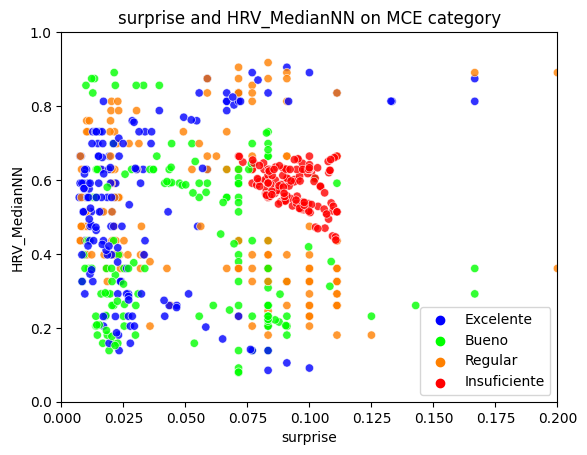 surprise and HRV_MedianNN on MCE category
1.0
0.8
0.6
0.4
0.2
0.0
HRV_MedianNN
0.000
0.025
0.050
0.075
0.100
0.125
0.150
0.175
0.200
surprise
Excelente
Bueno
Regular
Insuficiente